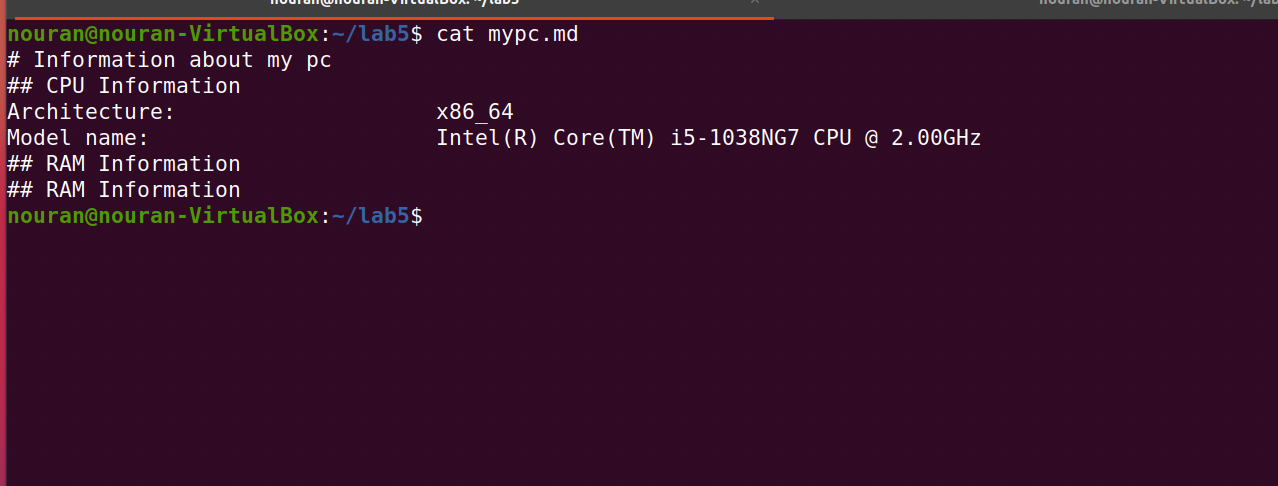 nouran@nouran-VirtualBox: ~/lab5
nouran@nouran-VirtualBox: ~/lab
nouran@nouran-VirtualBox:~/lab5$ cat mypc.md
# Information about my pc
## CPU Information
Architecture:                    x86_64
Model name:                      Intel(R) Core(TM) i5-1038NG7 CPU @ 2.00GHz
## RAM Information
## RAM Information
nouran@nouran-VirtualBox:~/lab5$